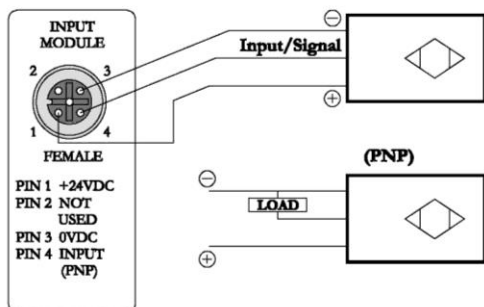 INPUT
MODULE
2
3
1
4
FEMALE
PIN 1 +24VDC
PIN 2 NOT
USED
PIN 3 0VDC
PIN 4 INPUT
(PNP)
Input/Signal
(PNP)
LOAD